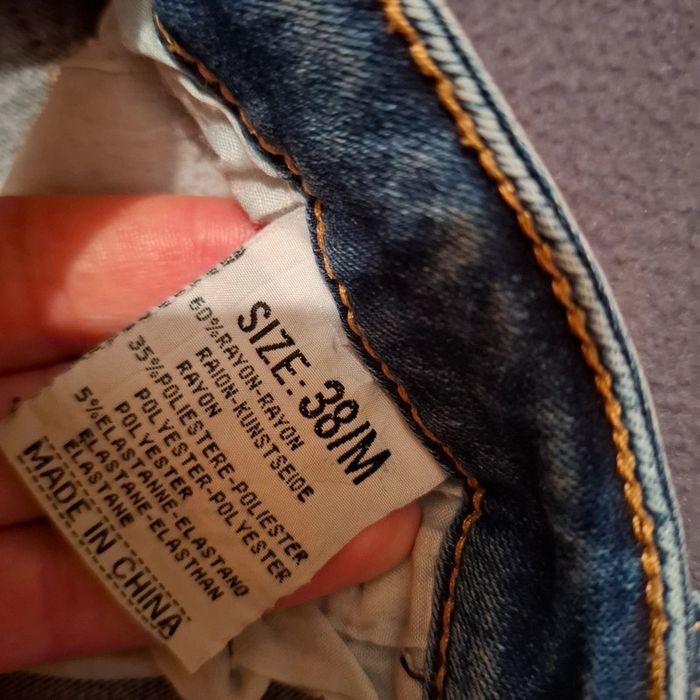 SIZE: 38/M
60%RAYON-RAYON
RAION-KUNSTSEIDE
RAYON
35%POLIESTERE-POLIESTER
POLYESTER-POLYESTER
POLYESTER
5%ELASTANNE-ELASTANO
ELASTANE-ELASTHAN
ELASTANE
MADE IN CHINA